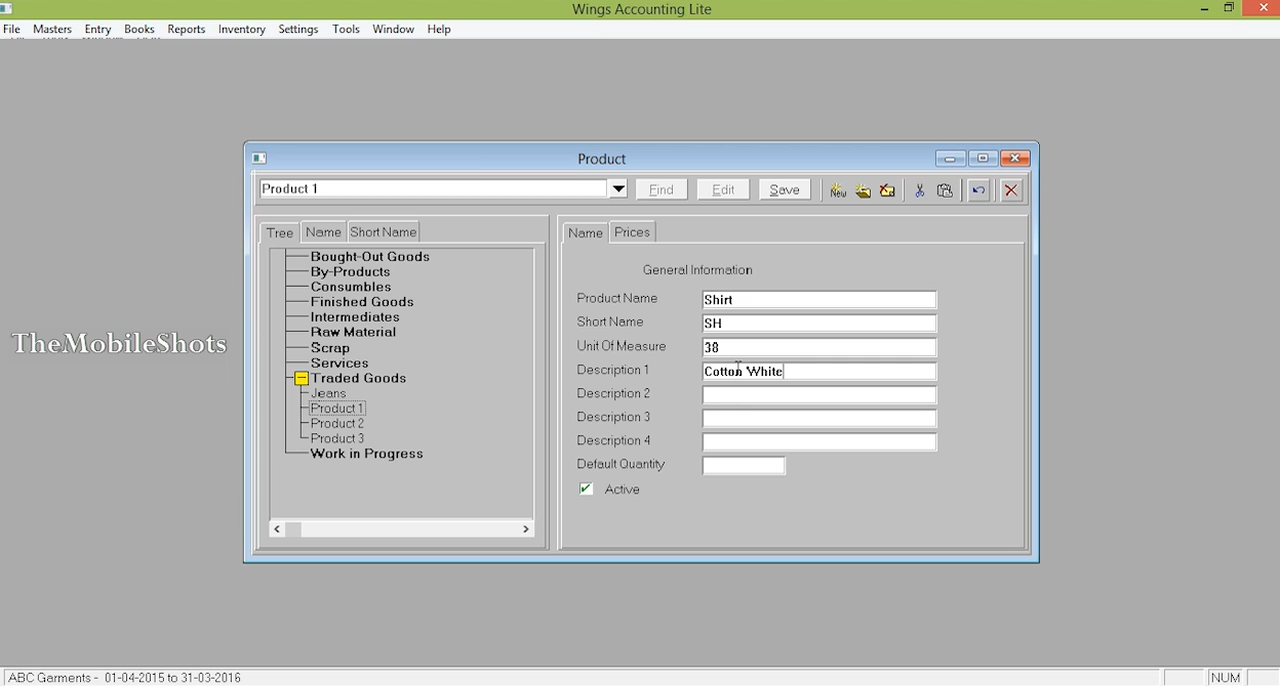 Wings Accounting Lite
File Masters Entry Books Reports Inventory Settings Tools Window Help
Product
Product 1 Find Edit Save New
Tree Name Short Name
Bought-Out Goods
By-Products
Consumbles
Finished Goods
Intermediates
Raw Material
Scrap
Services
Traded Goods
Jeans
Product 1
Product 2
Product 3
Work in Progress
Name Prices
General Information
Product Name Shirt
Short Name SH
Unit Of Measure 38
Description 1 Cotton White
Description 2
Description 3
Description 4
Default Quantity
Active
TheMobileShots
ABC Garments - 01-04-2015 to 31-03-2016 NUM